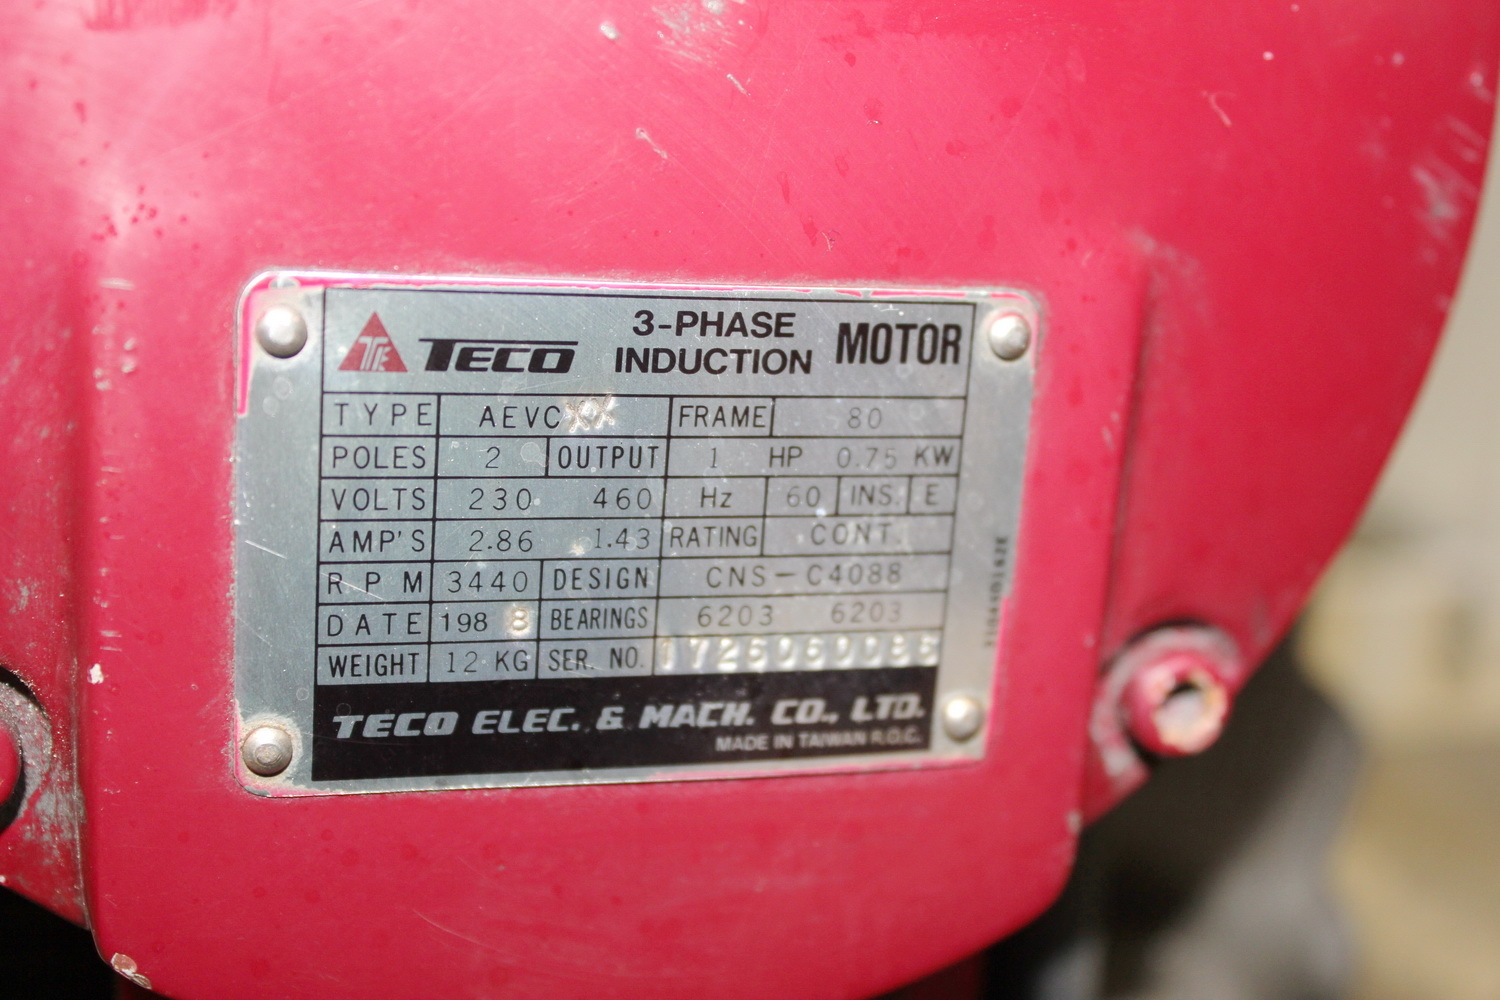 TECO 3-PHASE INDUCTION MOTOR
TYPE AEVCXX FRAME 80
POLES 2 OUTPUT 1 HP 0.75 KW
VOLTS 230 460 Hz 60 INS. E
AMP'S 2.86 1.43 RATING CONT.
RPM 3440 DESIGN CNS-C4088
DATE 198 8 BEARINGS 6203 6203
WEIGHT 12 KG SER. NO.
TECO ELEC. & MACH. CO., LTD.
MADE IN TAIWAN R.O.C.